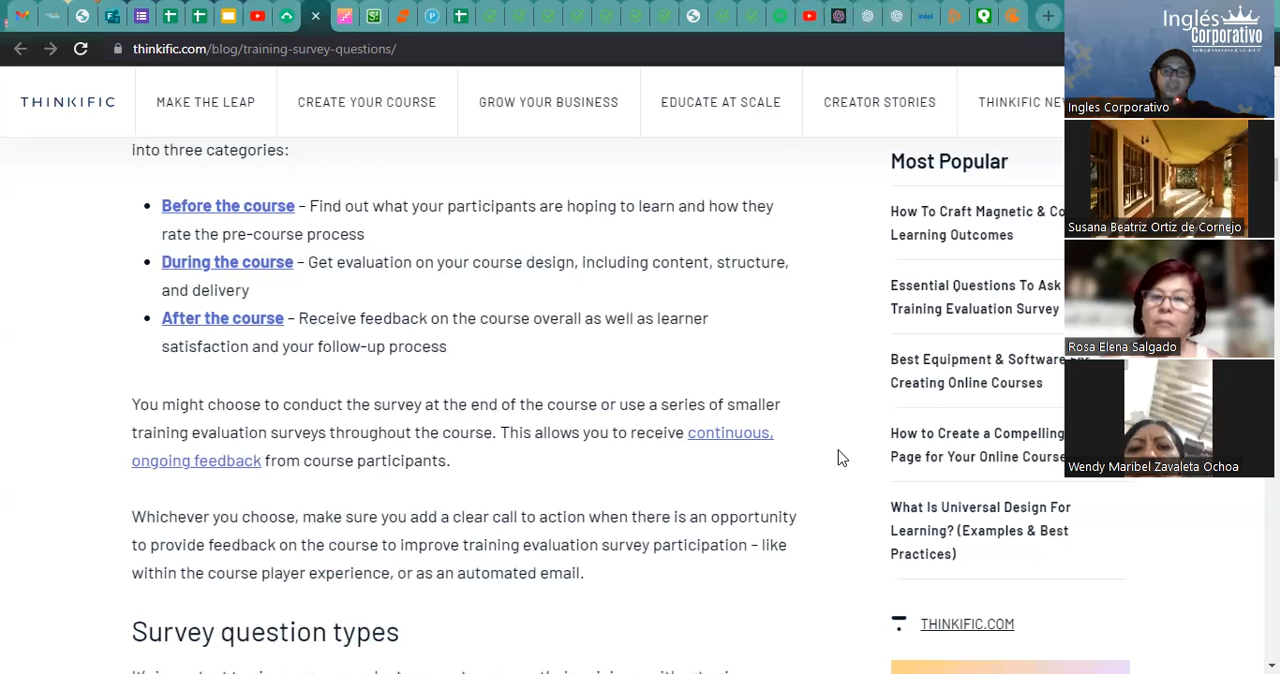 thinkific.com/blog/training-survey-questions/
THINKIFIC
MAKE THE LEAP
CREATE YOUR COURSE
GROW YOUR BUSINESS
EDUCATE AT SCALE
CREATOR STORIES
THINKIFIC
into three categories:
Before the course – Find out what your participants are hoping to learn and how they
rate the pre-course process
During the course – Get evaluation on your course design, including content, structure,
and delivery
After the course – Receive feedback on the course overall as well as learner
satisfaction and your follow-up process
You might choose to conduct the survey at the end of the course or use a series of smaller
training evaluation surveys throughout the course. This allows you to receive continuous,
ongoing feedback from course participants.
Whichever you choose, make sure you add a clear call to action when there is an opportunity
to provide feedback on the course to improve training evaluation survey participation – like
within the course player experience, or as an automated email.
Survey question types
Most Popular
How To Craft Magnetic &
Learning Outcomes
Essential Questions To Ask
Training Evaluation Survey
Best Equipment & Software
Creating Online Courses
How to Create a Compelling
Page for Your Online Course
What Is Universal Design For
Learning? (Examples & Best
Practices)
THINKIFIC.COM
Inglés
Corporativo
Ingles Corporativo
Susana Beatriz Ortiz de Cornejo
Rosa Elena Salgado
Wendy Maribel Zavaleta Ochoa